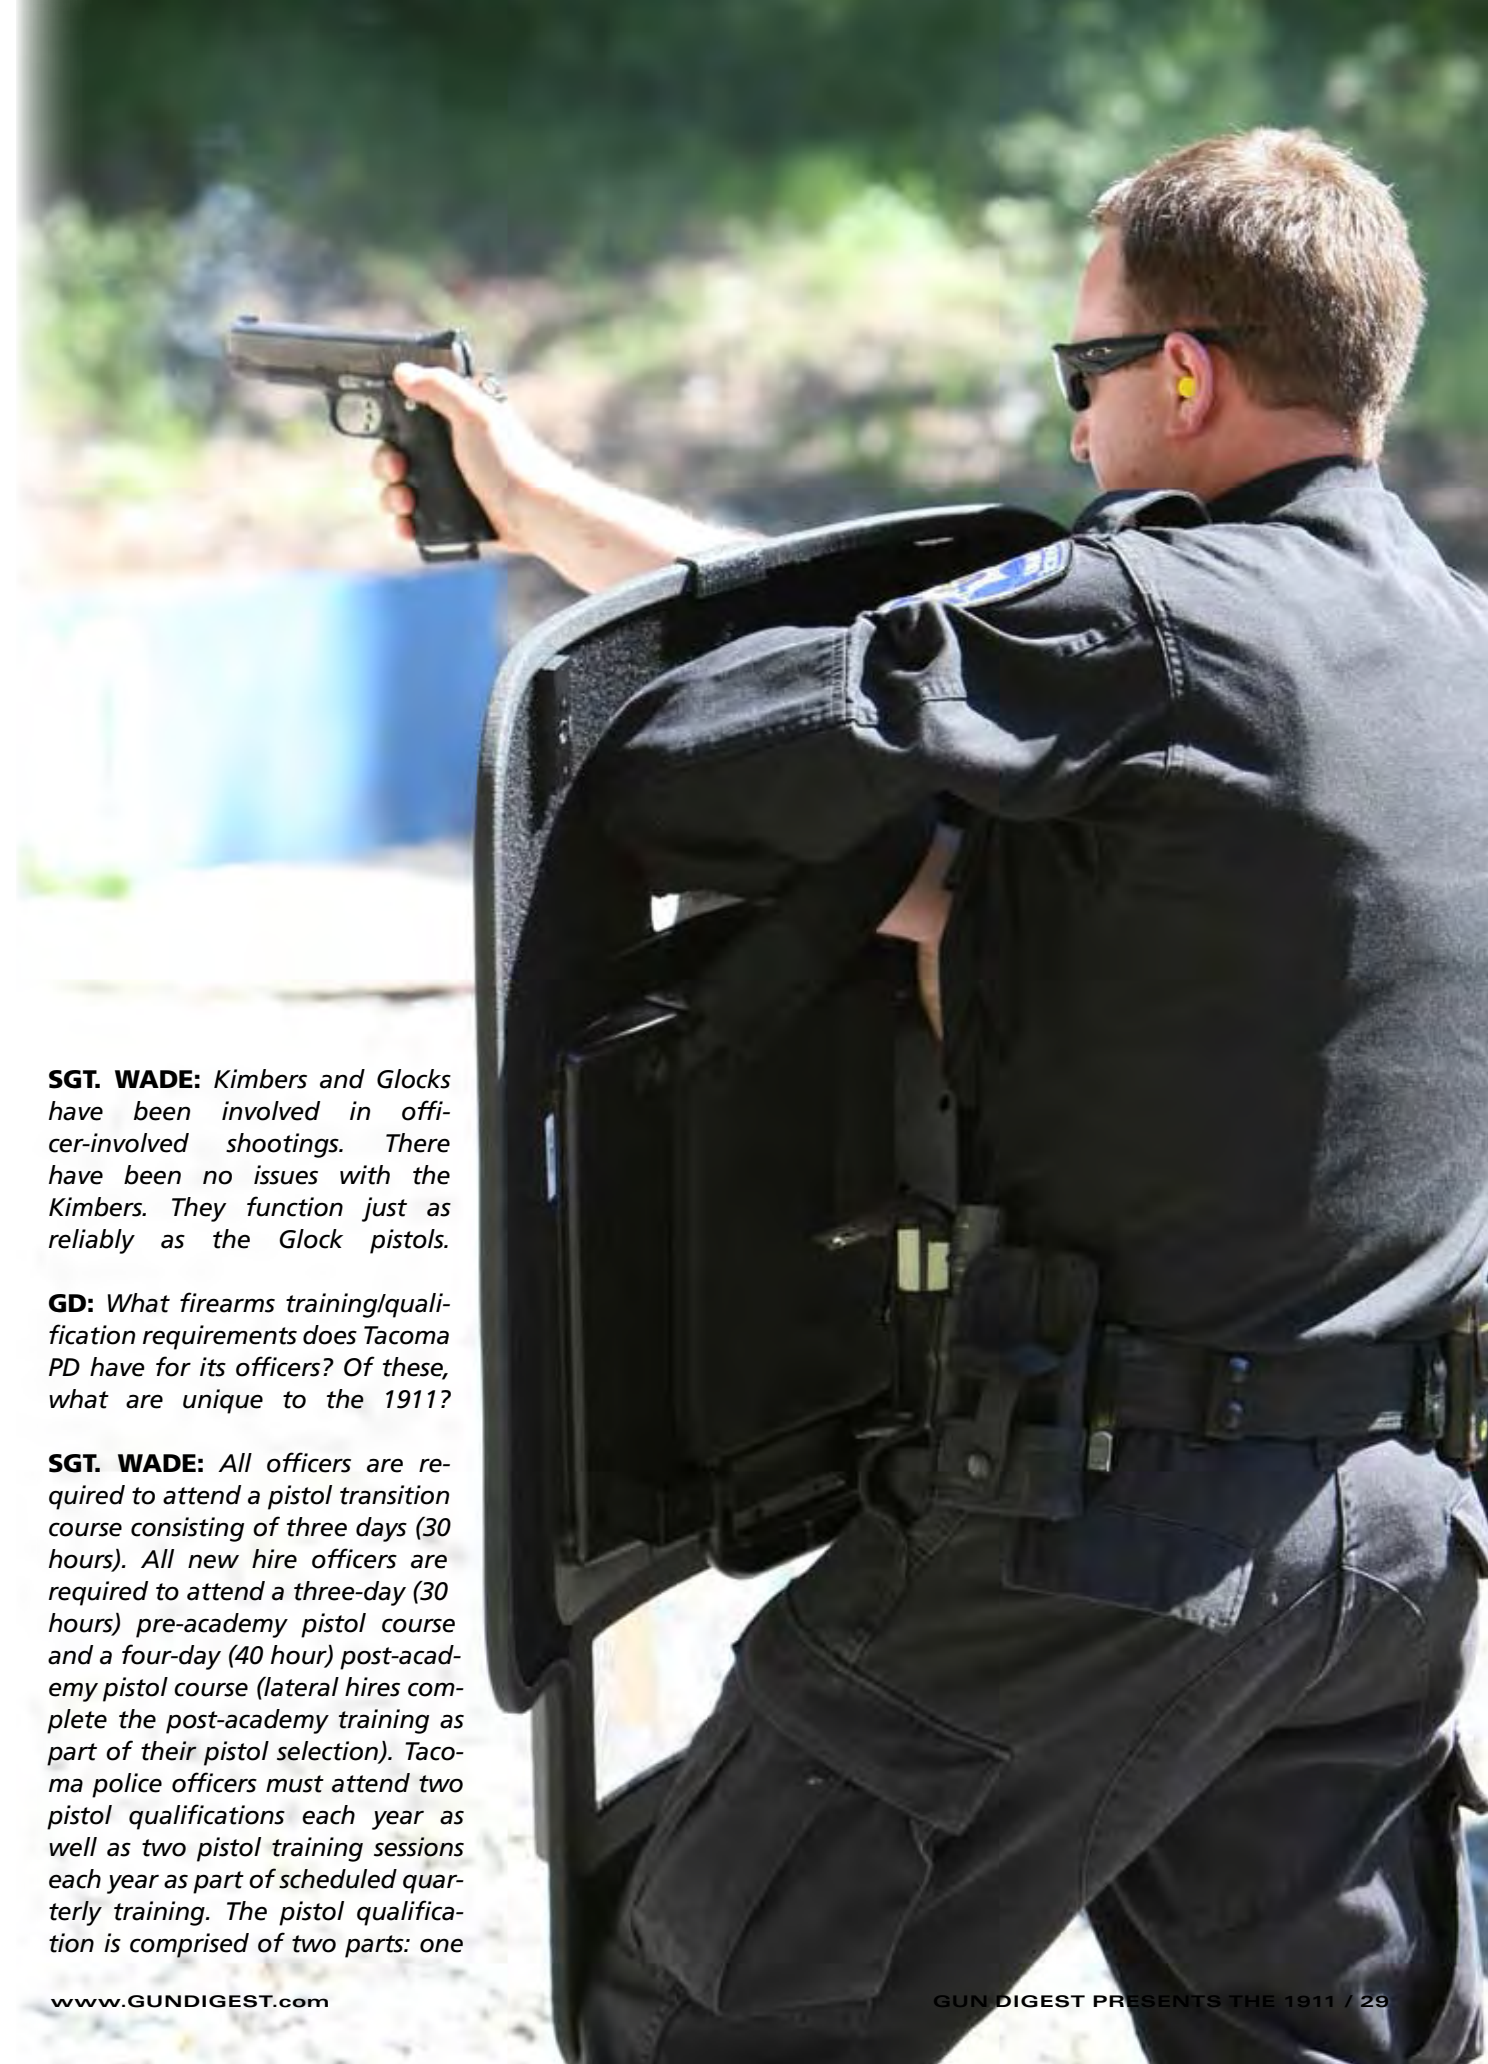 SGT. WADE: Kimbers and Glocks
have been involved in offi-
cer-involved shootings. There
have been no issues with the
Kimbers. They function just as
reliably as the Glock pistols.
GD: What firearms training/quali-
fication requirements does Tacoma
PD have for its officers? Of these,
what are unique to the 1911?
SGT. WADE: All officers are re-
quired to attend a pistol transition
course consisting of three days (30
hours). All new hire officers are
required to attend a three-day (30
hours) pre-academy pistol course
and a four-day (40 hour) post-acad-
emy pistol course (lateral hires com-
plete the post-academy training as
part of their pistol selection). Taco-
ma police officers must attend two
pistol qualifications each year as
well as two pistol training sessions
each year as part of scheduled quar-
terly training. The pistol qualifica-
tion is comprised of two parts: one
www.GUNDIGEST.com
GUN DIGEST PRESENTS THE 1911 / 29